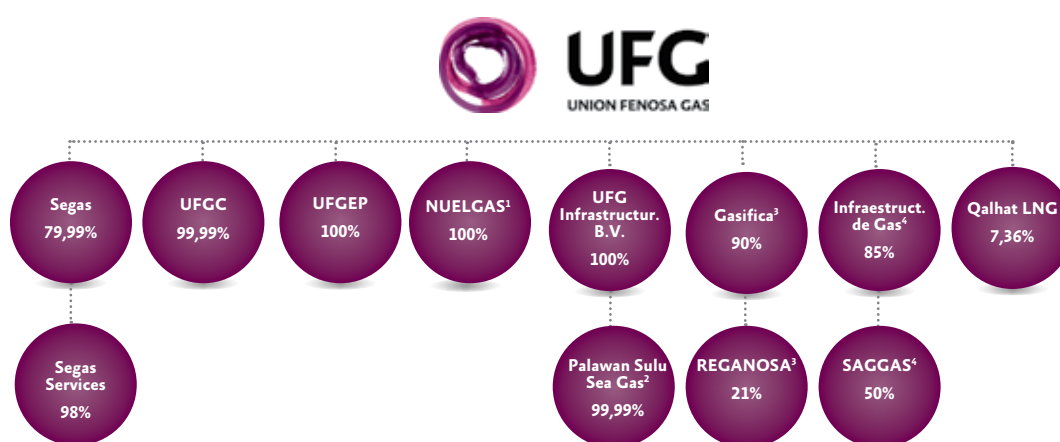 UFG
UNION FENOSA GAS
Segas
79,99%
UFGC
99,99%
UFGEP
100%
NUELGAS¹
100%
UFG
Infrastructur.
B.V.
100%
Gasifica³
90%
Infraestruct.
de Gas⁴
85%
Qalhat LNG
7,36%
Segas
Services
98%
Palawan Sulu
Sea Gas²
99,99%
REGANOSA³
21%
SAGGAS⁴
50%